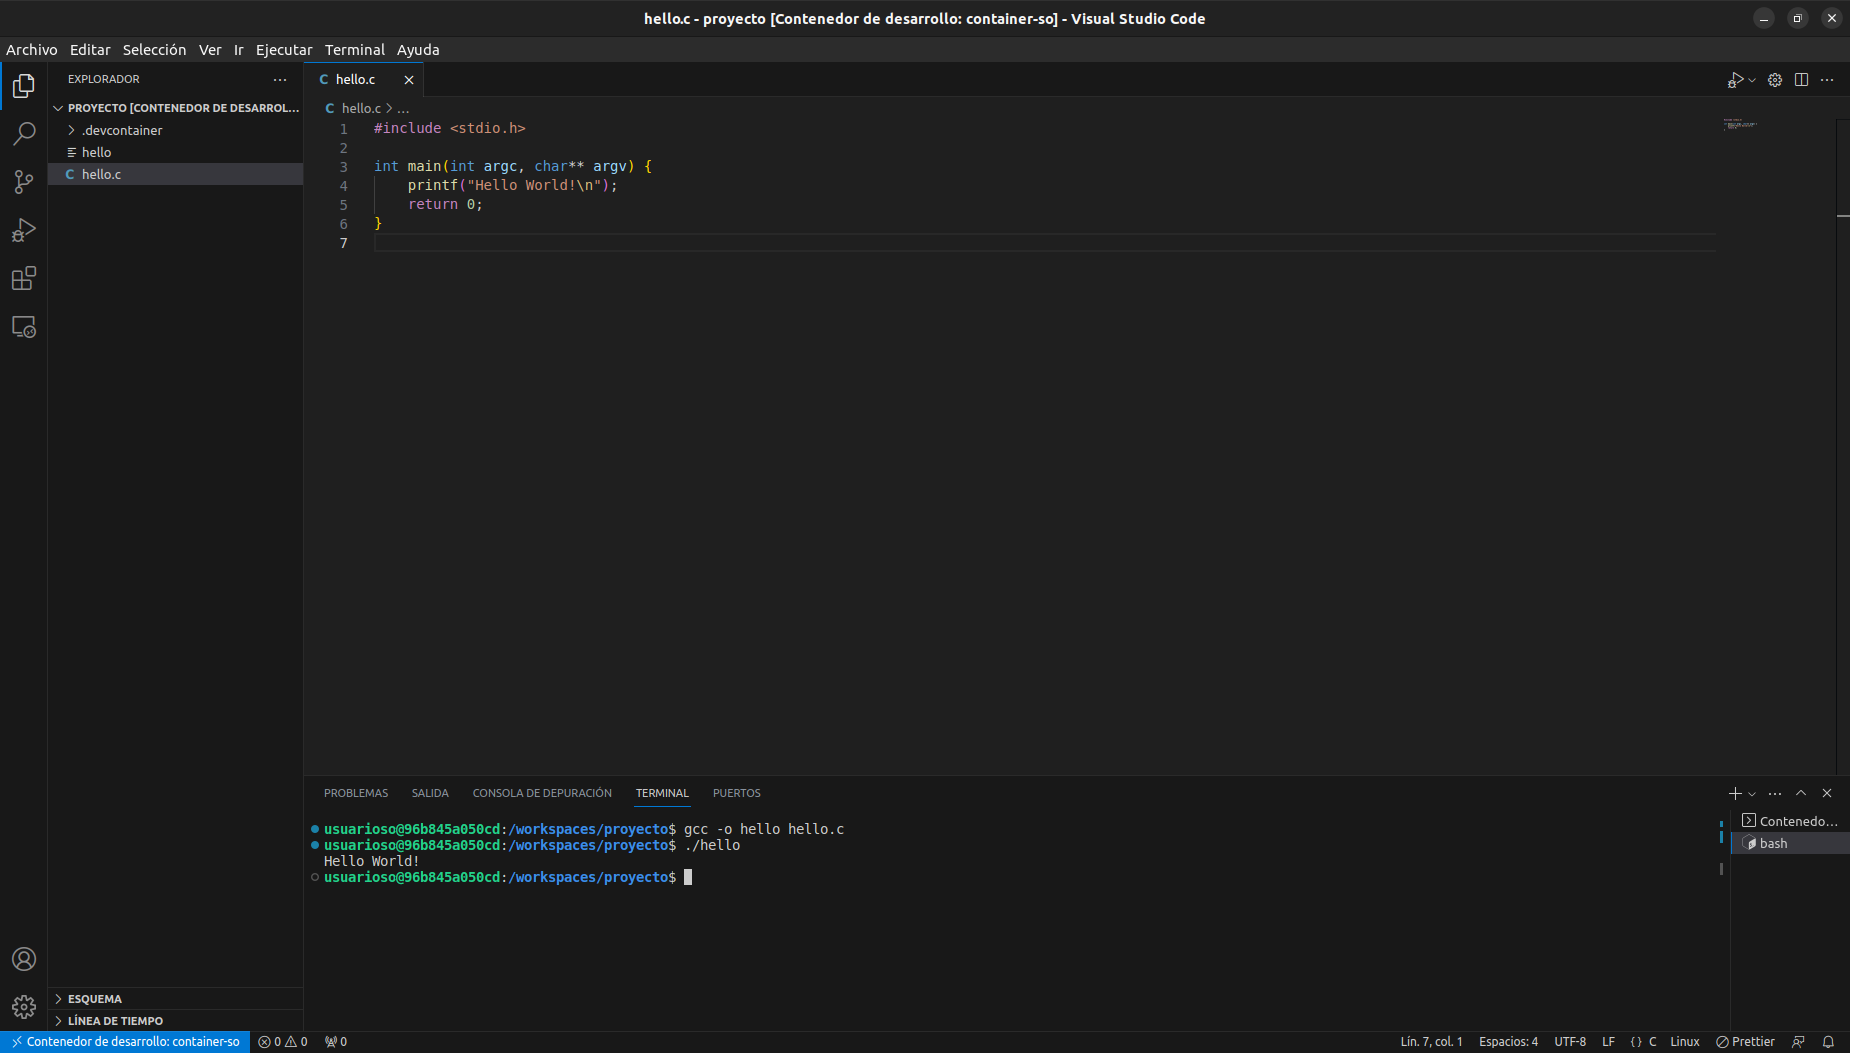 hello.c - proyecto [Contenedor de desarrollo: container-so] - Visual Studio Code
Archivo Editar Selección Ver Ir Ejecutar Terminal Ayuda
EXPLORADOR
PROYECTO [CONTENEDOR DE DESARROL...
.devcontainer
hello
C hello.c
C hello.c
C hello.c > ...
1 #include <stdio.h>
2
3 int main(int argc, char** argv) {
4 printf("Hello World!\n");
5 return 0;
6 }
7
PROBLEMAS SALIDA CONSOLA DE DEPURACIÓN TERMINAL PUERTOS
usuarioso@96b845a050cd:/workspaces/proyecto$ gcc -o hello hello.c
usuarioso@96b845a050cd:/workspaces/proyecto$ ./hello
Hello World!
usuarioso@96b845a050cd:/workspaces/proyecto$
Contenedo...
bash
ESQUEMA
LÍNEA DE TIEMPO
Contenedor de desarrollo: container-so 0 0 0 Lín. 7, col. 1 Espacios: 4 UTF-8 LF {} C Linux Prettier